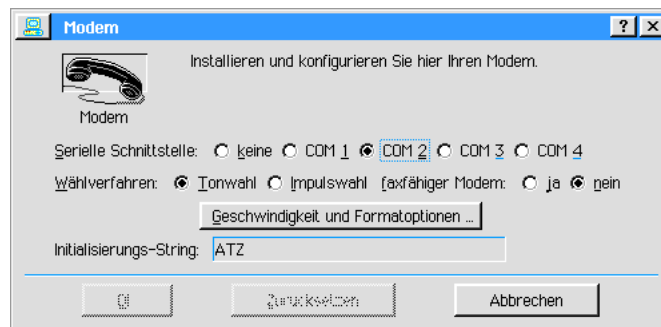 Modem
Installieren und konfigurieren Sie hier Ihren Modem.
Modem
Serielle Schnittstelle: keine COM 1 COM 2 COM 3 COM 4
Wählverfahren: Tonwahl Impulswahl faxfähiger Modem: ja nein
Geschwindigkeit und Formatoptionen ...
Initialisierungs-String: ATZ
Zurücksetzen Abbrechen